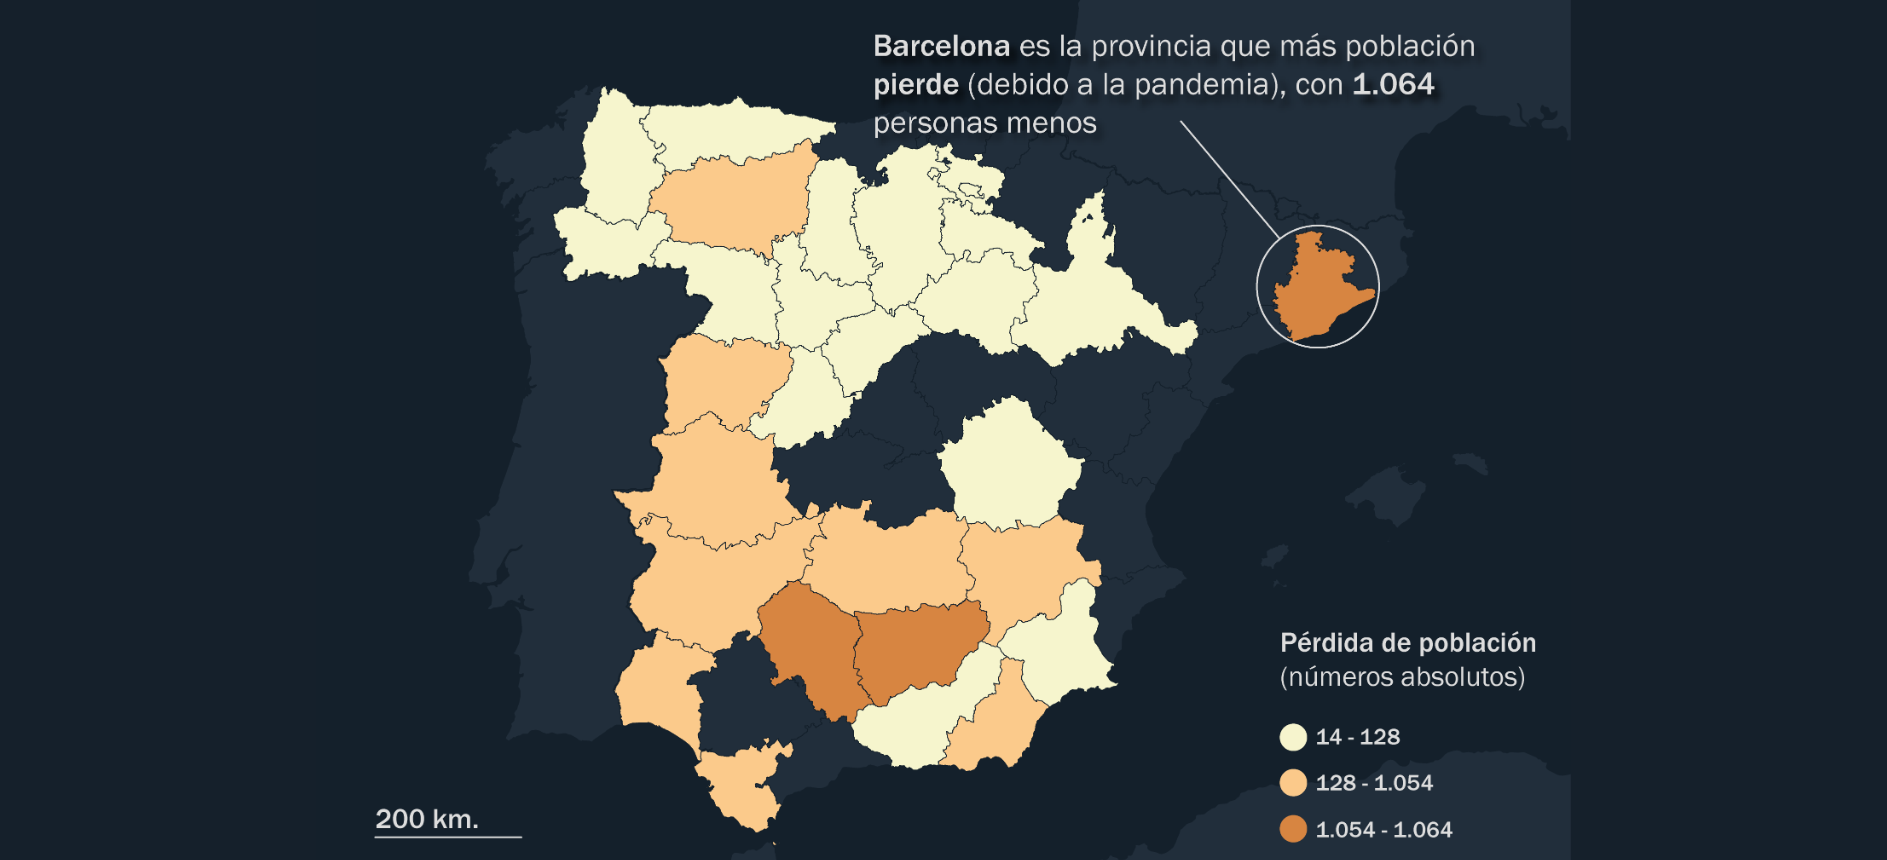 Barcelona es la provincia que más población
pierde (debido a la pandemia), con 1.064
personas menos
Pérdida de población
(números absolutos)
14 - 128
128 - 1.054
1.054 - 1.064
200 km.